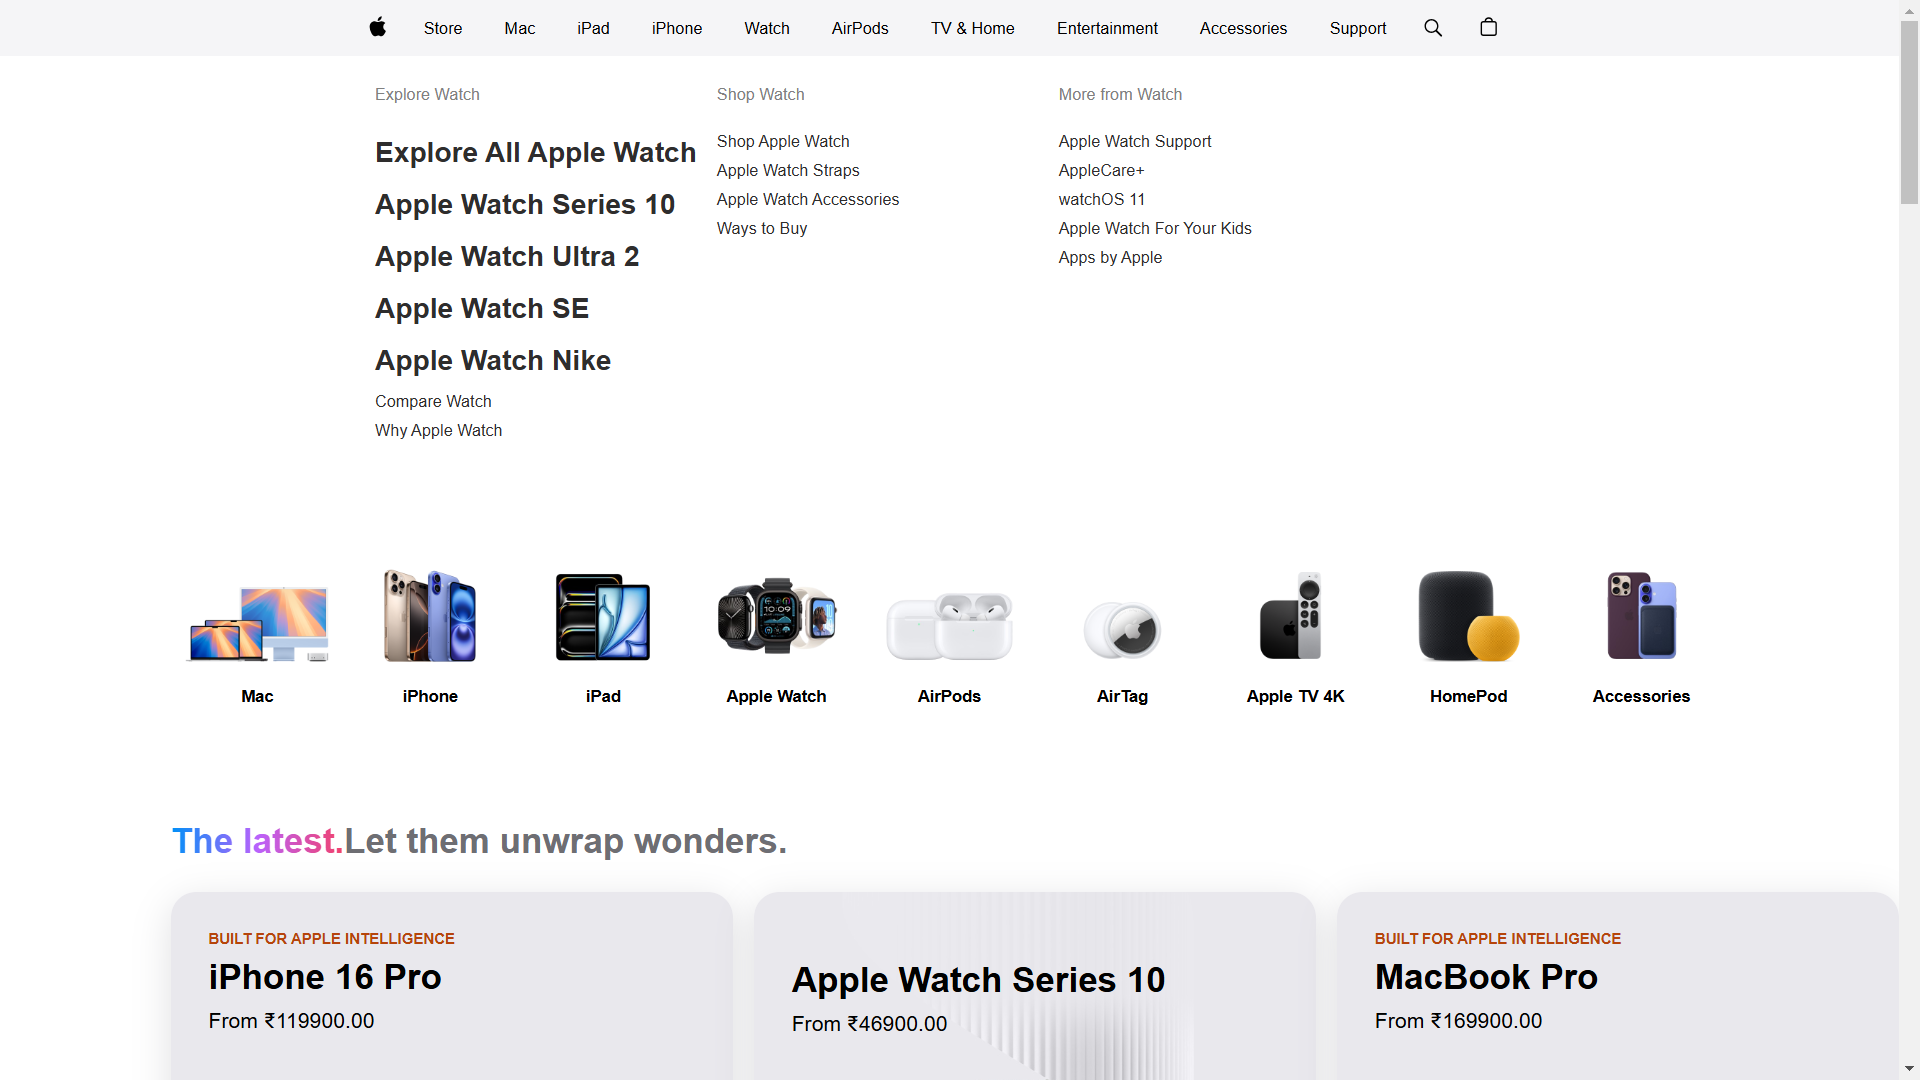 Store Mac iPad iPhone Watch AirPods TV & Home Entertainment Accessories Support
Explore Watch
Explore All Apple Watch
Apple Watch Series 10
Apple Watch Ultra 2
Apple Watch SE
Apple Watch Nike
Compare Watch
Why Apple Watch
Shop Watch
Shop Apple Watch
Apple Watch Straps
Apple Watch Accessories
Ways to Buy
More from Watch
Apple Watch Support
AppleCare+
watchOS 11
Apple Watch For Your Kids
Apps by Apple
Mac
iPhone
iPad
Apple Watch
AirPods
AirTag
Apple TV 4K
HomePod
Accessories
The latest.Let them unwrap wonders.
BUILT FOR APPLE INTELLIGENCE
iPhone 16 Pro
From ₹119900.00
Apple Watch Series 10
From ₹46900.00
BUILT FOR APPLE INTELLIGENCE
MacBook Pro
From ₹169900.00